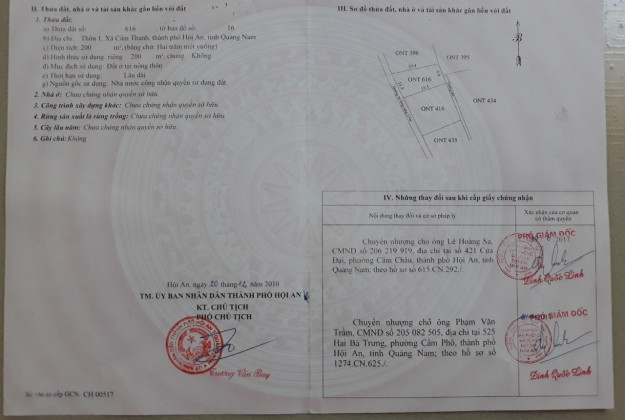 II. Thửa đất, nhà ở và tài sản khác gắn liền với đất
1. Thửa đất:
a) Thửa đất số: 616 , tờ bản đồ số: 16
b) Địa chỉ: Thôn 1, Xã Cẩm Thanh, thành phố Hội An, tỉnh Quảng Nam
c) Diện tích: 200 m², (bằng chữ: Hai trăm mét vuông)
d) Hình thức sử dụng: riêng 200 m², chung Không
đ) Mục đích sử dụng: Đất ở tại nông thôn
e) Thời hạn sử dụng: Lâu dài
g) Nguồn gốc sử dụng: Nhà nước công nhận quyền sử dụng đất.
2. Nhà ở: Chưa chứng nhận quyền sở hữu.
3. Công trình xây dựng khác: Chưa chứng nhận quyền sở hữu.
4. Rừng sản xuất là rừng trồng: Chưa chứng nhận quyền sở hữu.
5. Cây lâu năm: Chưa chứng nhận quyền sở hữu.
6. Ghi chú: Không
Hội An, ngày 20 tháng 12 năm 2010
TM. ỦY BAN NHÂN DÂN THÀNH PHỐ HỘI AN
KT. CHỦ TỊCH
PHÓ CHỦ TỊCH
Trương Văn Bay
Số vào sổ cấp GCN: CH 00517
III. Sơ đồ thửa đất, nhà ở và tài sản khác gắn liền với đất
B
ONT 396
ONT 395
ONT 616
ONT 416
ONT 434
ONT 435
IV. Những thay đổi sau khi cấp giấy chứng nhận
Nội dung thay đổi và cơ sở pháp lý
Xác nhận của cơ quan có thẩm quyền
Chuyển nhượng cho ông Lê Hoàng Sa,
CMND số 206 219 919, địa chỉ tại số 421 Cửa
Đại, phường Cẩm Châu, thành phố Hội An, tỉnh
Quảng Nam; theo hồ sơ số 615.CN.292/.
PHÓ GIÁM ĐỐC
Đinh Quốc Linh
Chuyển nhượng chỗ ông Phạm Văn
Trầm, CMND số 205 082 505, địa chỉ tại 525
Hai Bà Trưng, phường Cẩm Phô, thành phố
Hội An, tỉnh Quảng Nam; theo hồ sơ số
1274.CN.625/.
PHÓ GIÁM ĐỐC
Đinh Quốc Linh